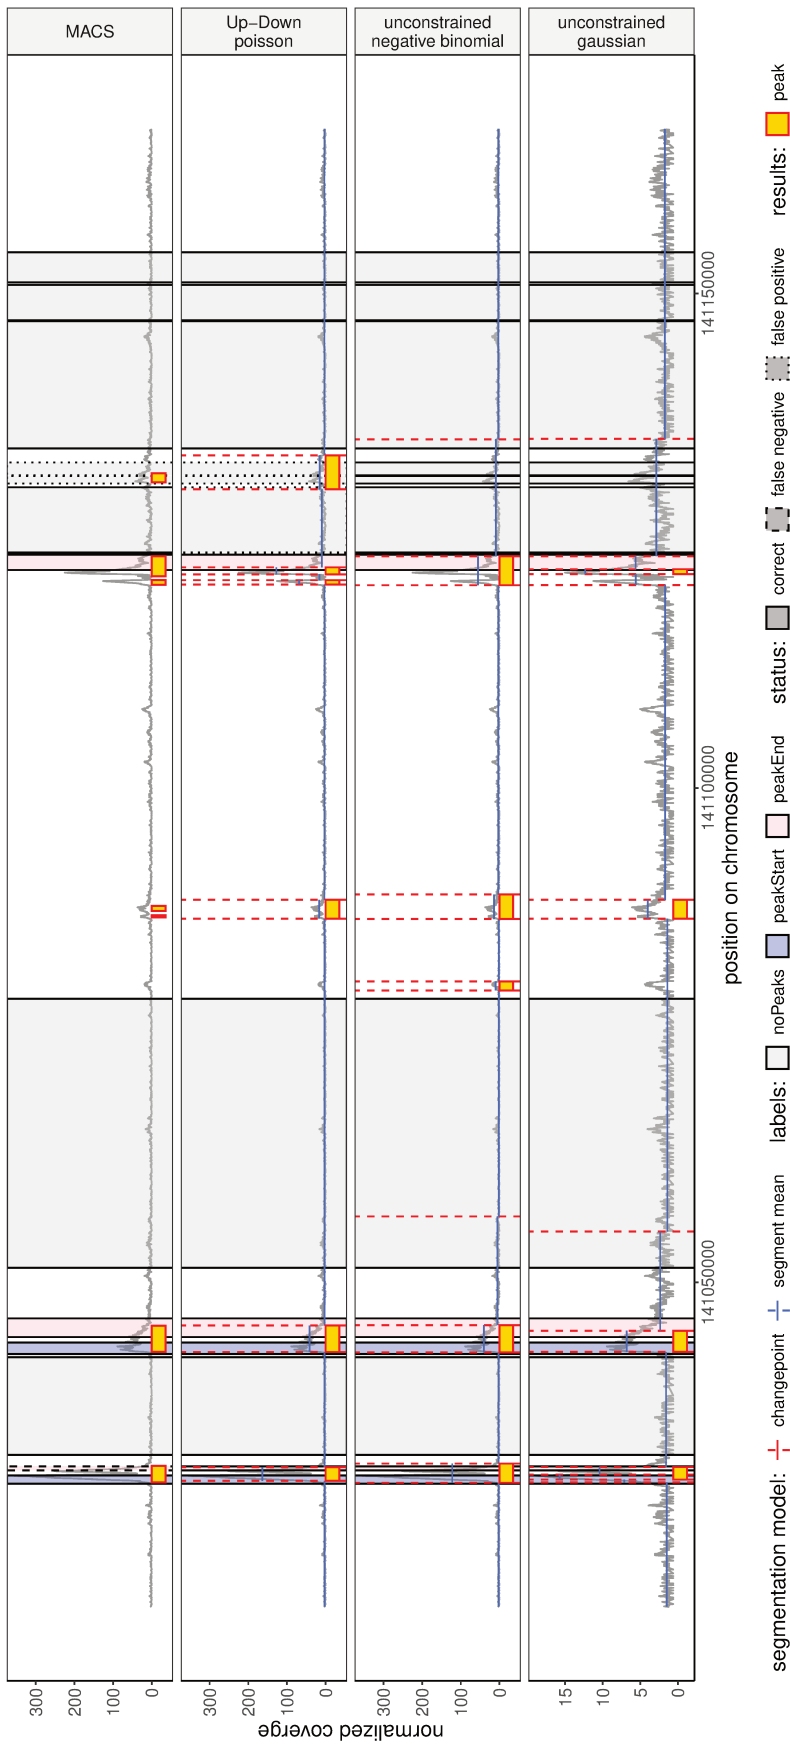 MACS
Up−Down
poisson
unconstrained
negative binomial
unconstrained
gaussian
normalized coverge
300
200
100
0
300
200
100
0
300
200
100
0
15
10
5
0
141050000
141100000
141150000
position on chromosome
segmentation model: changepoint segment mean labels: noPeaks peakStart peakEnd status: correct false negative false positive results: peak